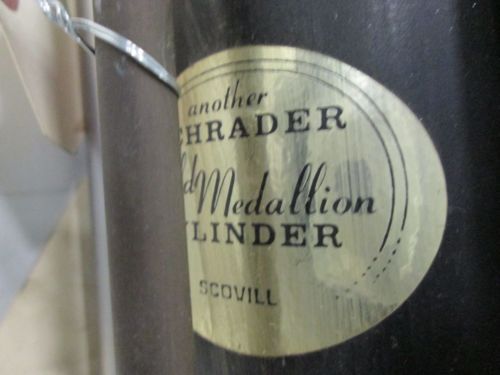 another
CHRADER
ld Medallion
LINDER
SCOVILL